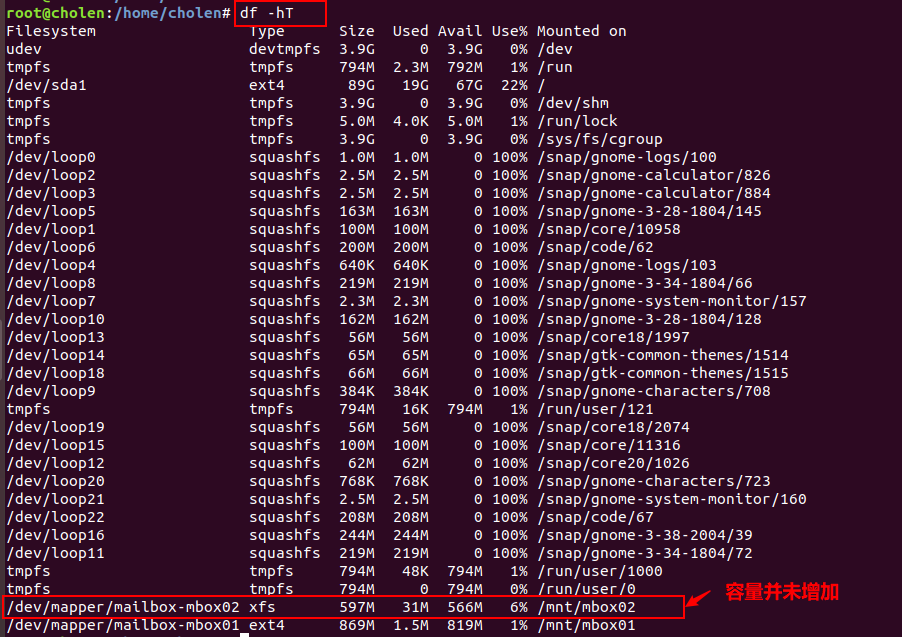 root@cholen:/home/cholen# df -hT
Filesystem Type Size Used Avail Use% Mounted on
udev devtmpfs 3.9G 0 3.9G 0% /dev
tmpfs tmpfs 794M 2.3M 792M 1% /run
/dev/sda1 ext4 89G 19G 67G 22% /
tmpfs tmpfs 3.9G 0 3.9G 0% /dev/shm
tmpfs tmpfs 5.0M 4.0K 5.0M 1% /run/lock
tmpfs tmpfs 3.9G 0 3.9G 0% /sys/fs/cgroup
/dev/loop0 squashfs 1.0M 1.0M 0 100% /snap/gnome-logs/100
/dev/loop2 squashfs 2.5M 2.5M 0 100% /snap/gnome-calculator/826
/dev/loop3 squashfs 2.5M 2.5M 0 100% /snap/gnome-calculator/884
/dev/loop5 squashfs 163M 163M 0 100% /snap/gnome-3-28-1804/145
/dev/loop1 squashfs 100M 100M 0 100% /snap/core/10958
/dev/loop6 squashfs 200M 200M 0 100% /snap/code/62
/dev/loop4 squashfs 640K 640K 0 100% /snap/gnome-logs/103
/dev/loop8 squashfs 219M 219M 0 100% /snap/gnome-3-34-1804/66
/dev/loop7 squashfs 2.3M 2.3M 0 100% /snap/gnome-system-monitor/157
/dev/loop10 squashfs 162M 162M 0 100% /snap/gnome-3-28-1804/128
/dev/loop13 squashfs 56M 56M 0 100% /snap/core18/1997
/dev/loop14 squashfs 65M 65M 0 100% /snap/gtk-common-themes/1514
/dev/loop18 squashfs 66M 66M 0 100% /snap/gtk-common-themes/1515
/dev/loop9 squashfs 384K 384K 0 100% /snap/gnome-characters/708
tmpfs tmpfs 794M 16K 794M 1% /run/user/121
/dev/loop19 squashfs 56M 56M 0 100% /snap/core18/2074
/dev/loop15 squashfs 100M 100M 0 100% /snap/core/11316
/dev/loop12 squashfs 62M 62M 0 100% /snap/core20/1026
/dev/loop20 squashfs 768K 768K 0 100% /snap/gnome-characters/723
/dev/loop21 squashfs 2.5M 2.5M 0 100% /snap/gnome-system-monitor/160
/dev/loop22 squashfs 208M 208M 0 100% /snap/code/67
/dev/loop16 squashfs 244M 244M 0 100% /snap/gnome-3-38-2004/39
/dev/loop11 squashfs 219M 219M 0 100% /snap/gnome-3-34-1804/72
tmpfs tmpfs 794M 48K 794M 1% /run/user/1000
tmpfs tmpfs 794M 0 794M 0% /run/user/0
/dev/mapper/mailbox-mbox02 xfs 597M 31M 566M 6% /mnt/mbox02
容量并未增加
/dev/mapper/mailbox-mbox01 ext4 869M 1.5M 819M 1% /mnt/mbox01